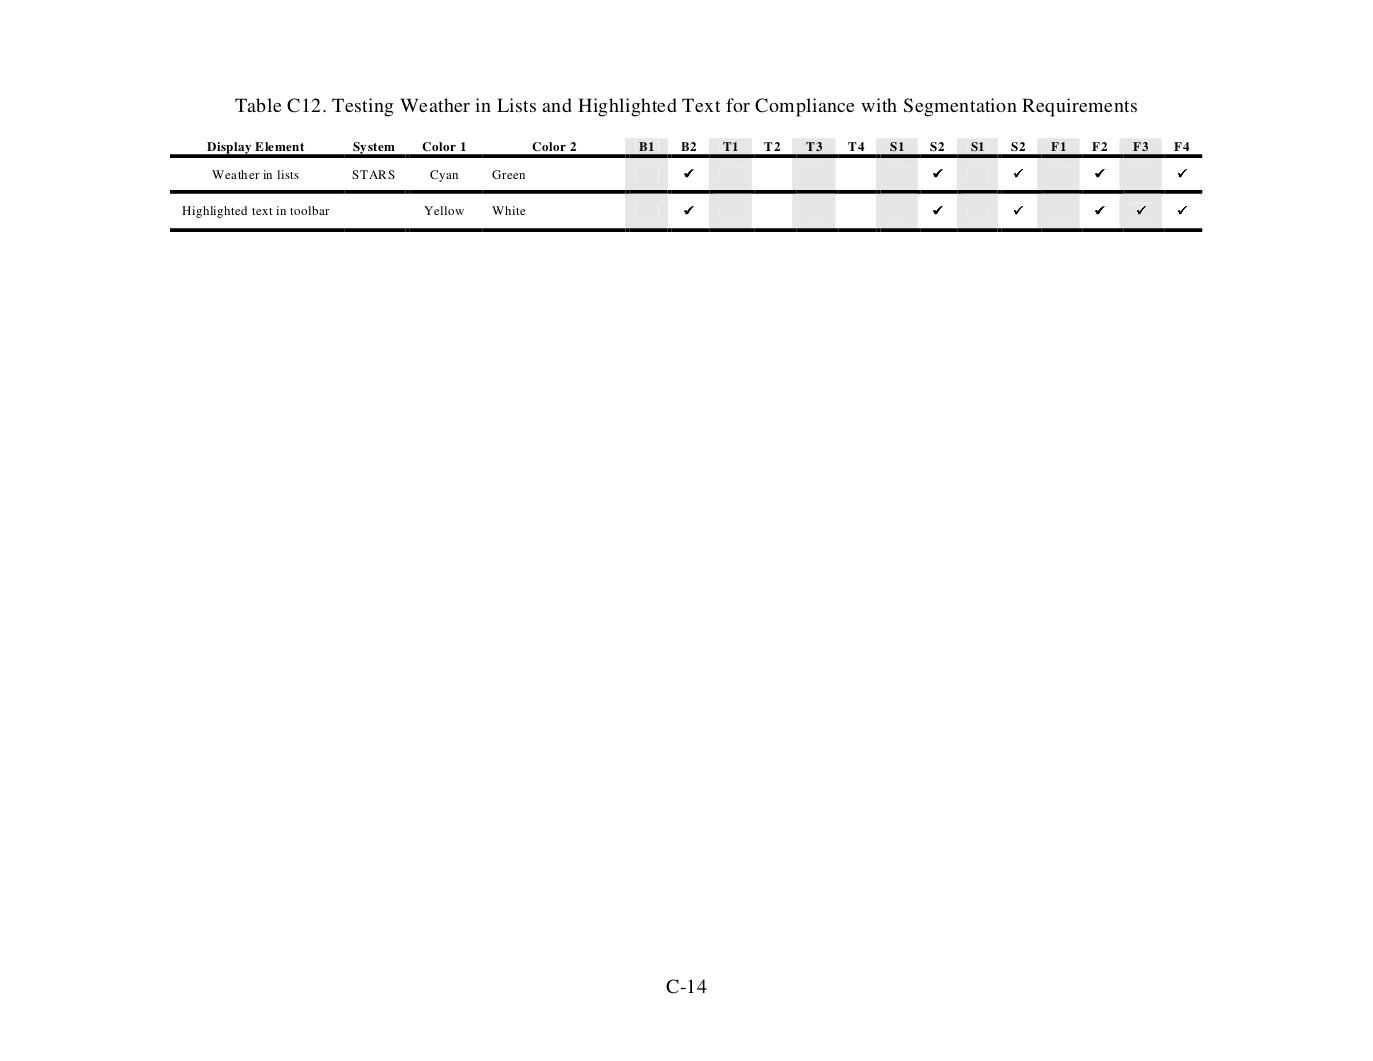 Table C12. Testing Weather in Lists and Highlighted Text for Compliance with Segmentation Requirements
Display Element System Color 1 Color 2 B1 B2 T1 T2 T3 T4 S1 S2 S1 S2 F1 F2 F3 F4
Weather in lists STARS Cyan Green ✔ ✔ ✓ ✔ ✓
Highlighted text in toolbar Yellow White ✔ ✔ ✓ ✔ ✓ ✓
C-14